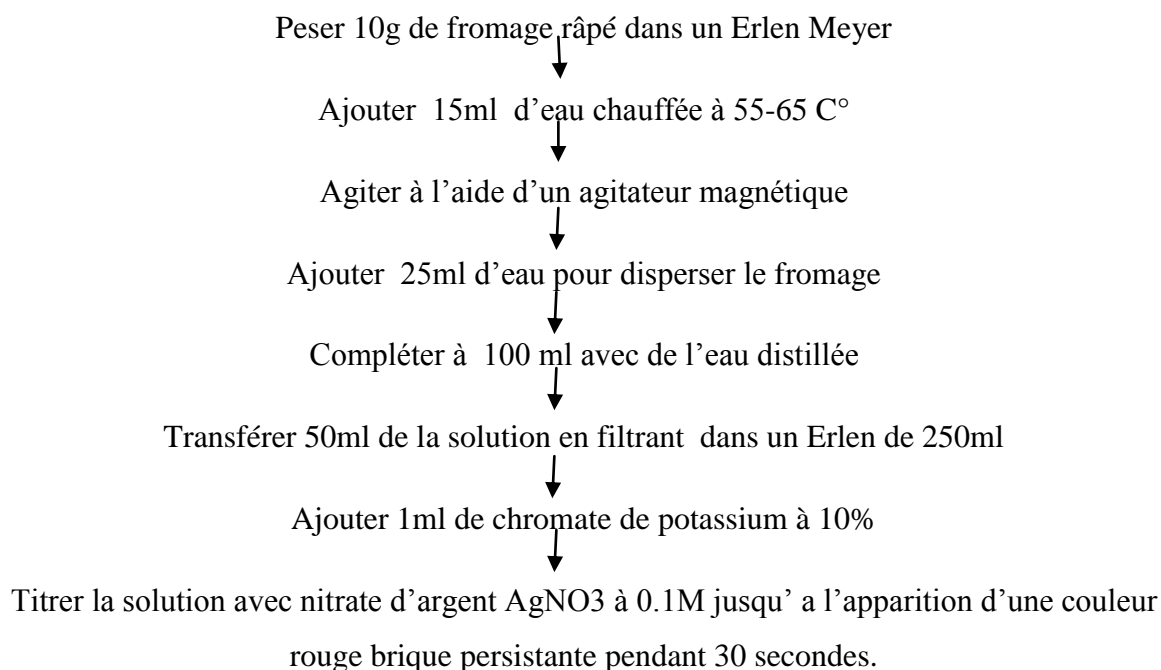 Peser 10g de fromage râpé dans un Erlen Meyer
Ajouter 15ml d’eau chauffée à 55-65 C°
Agiter à l’aide d’un agitateur magnétique
Ajouter 25ml d’eau pour disperser le fromage
Compléter à 100 ml avec de l’eau distillée
Transférer 50ml de la solution en filtrant dans un Erlen de 250ml
Ajouter 1ml de chromate de potassium à 10%
Titrer la solution avec nitrate d’argent AgNO3 à 0.1M jusqu’ a l’apparition d’une couleur
rouge brique persistante pendant 30 secondes.